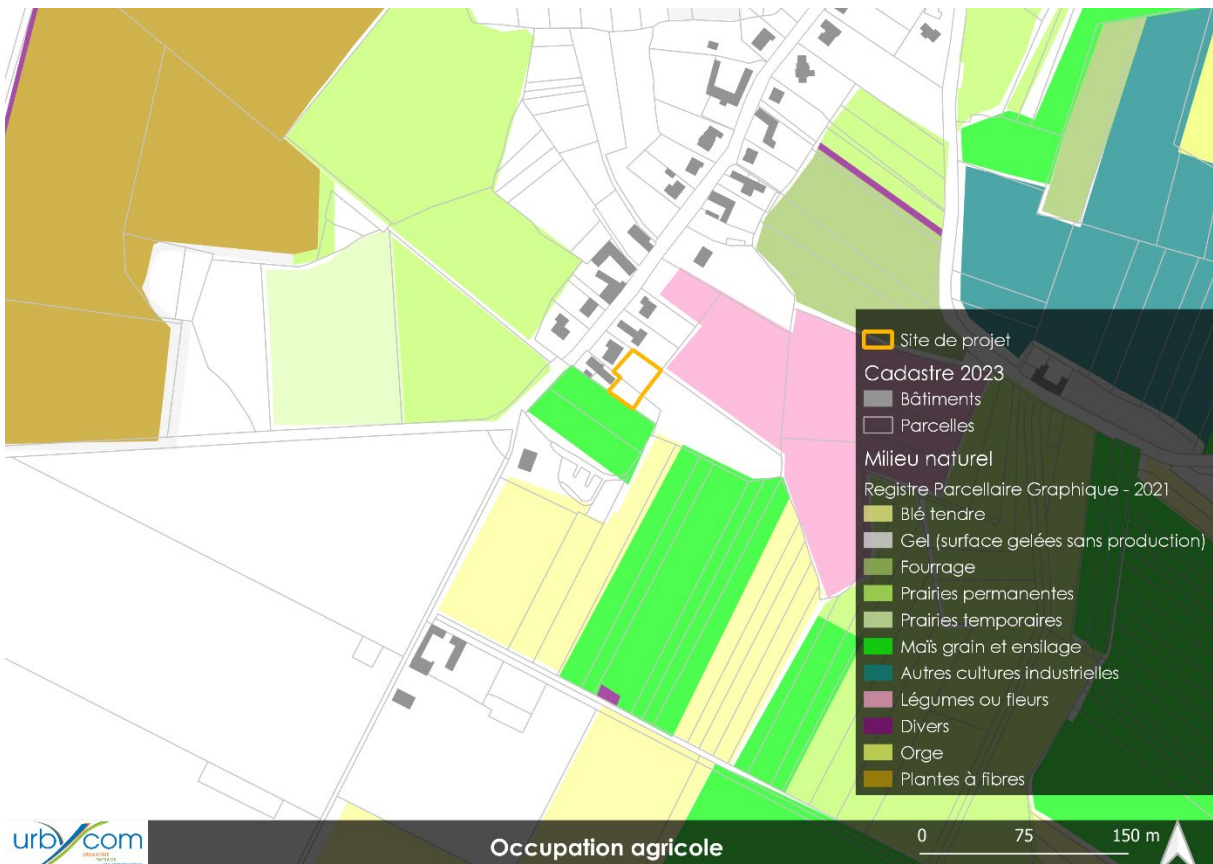 Site de projet
Cadastre 2023
Bâtiments
Parcelles
Milieu naturel
Registre Parcellaire Graphique - 2021
Blé tendre
Gel (surface gelées sans production)
Fourrage
Prairies permanentes
Prairies temporaires
Maïs grain et ensilage
Autres cultures industrielles
Légumes ou fleurs
Divers
Orge
Plantes à fibres
urbycom
Occupation agricole
0 75 150 m